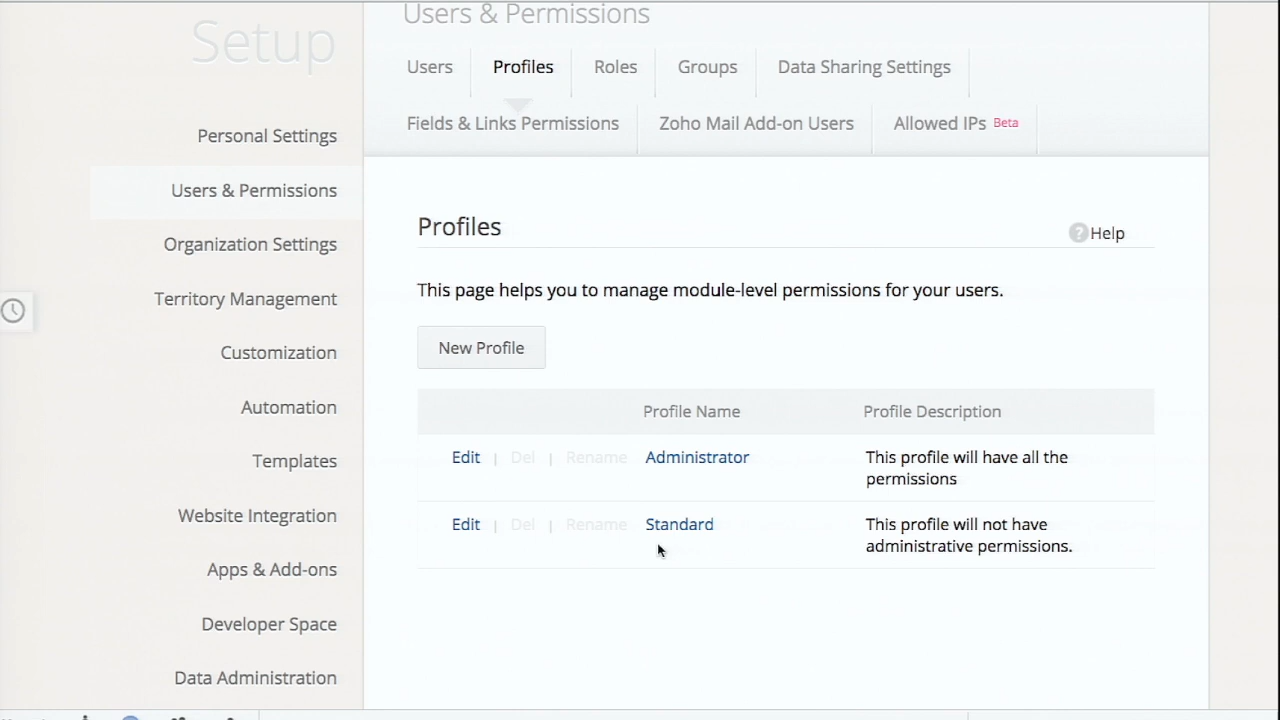 Setup
Personal Settings
Users & Permissions
Organization Settings
Territory Management
Customization
Automation
Templates
Website Integration
Apps & Add-ons
Developer Space
Data Administration
Users & Permissions
Users
Profiles
Roles
Groups
Data Sharing Settings
Fields & Links Permissions
Zoho Mail Add-on Users
Allowed IPs Beta
Profiles
? Help
This page helps you to manage module-level permissions for your users.
New Profile
Profile Name
Profile Description
Edit | Del | Rename
Administrator
This profile will have all the
permissions
Edit | Del | Rename
Standard
This profile will not have
administrative permissions.